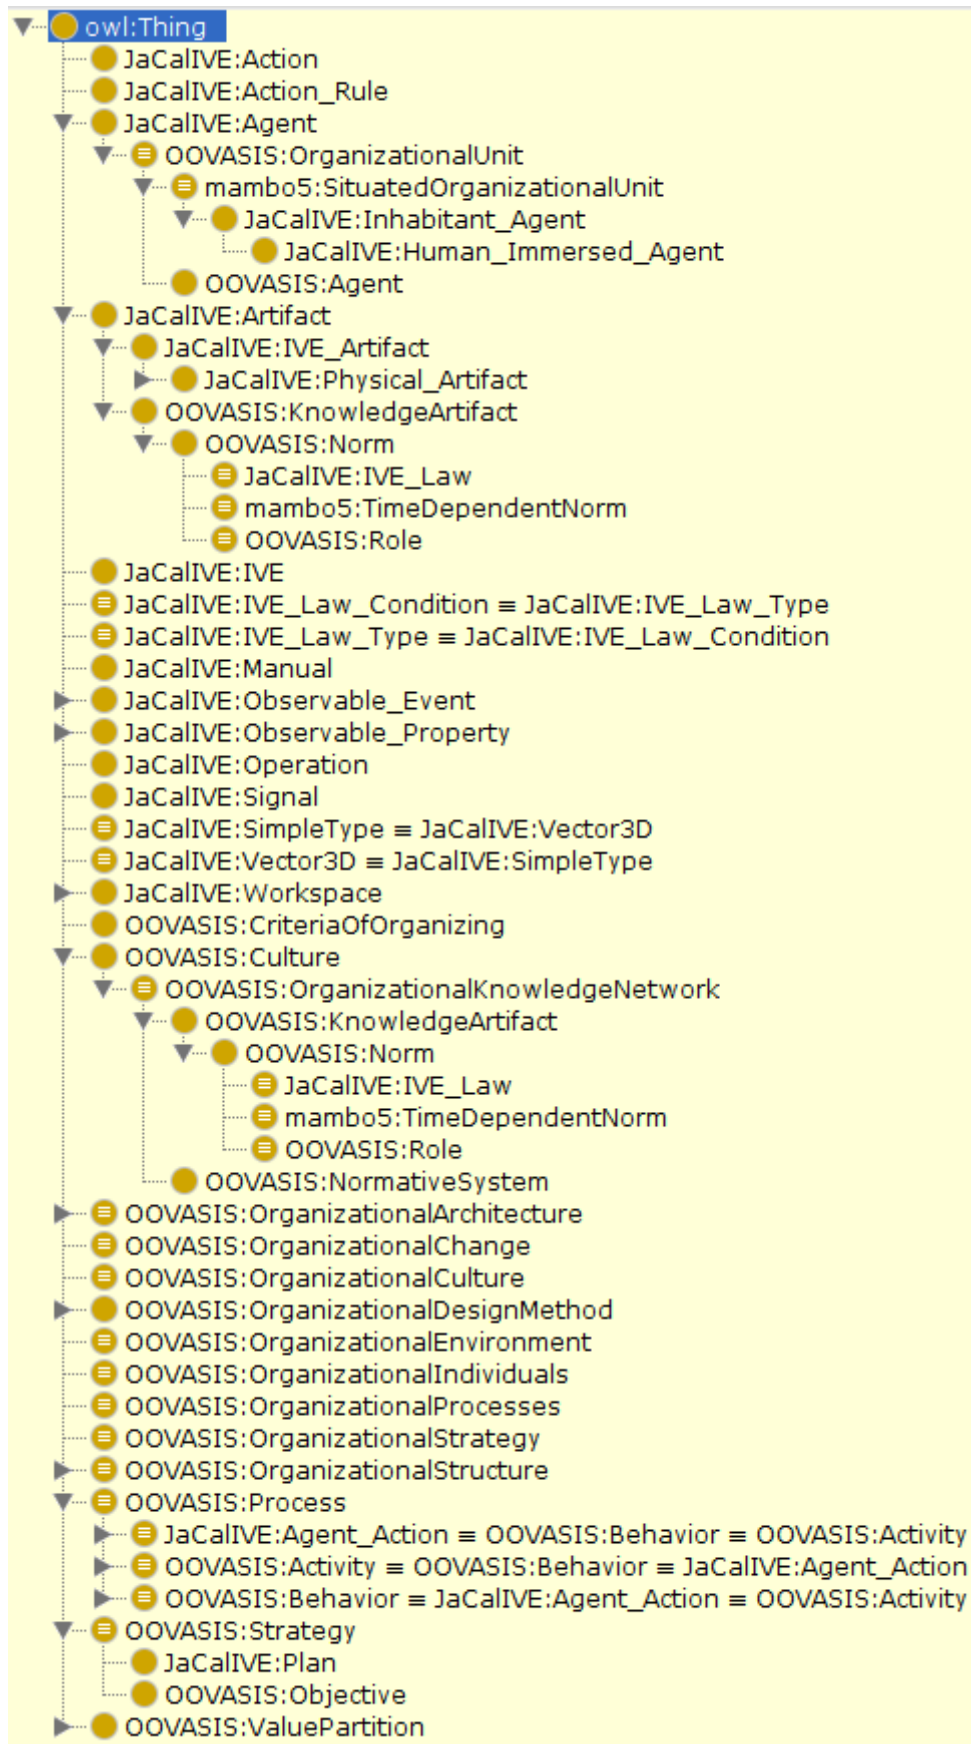 owl:Thing
JaCalIVE:Action
JaCalIVE:Action_Rule
JaCalIVE:Agent
OOVASIS:OrganizationalUnit
mambo5:SituatedOrganizationalUnit
JaCalIVE:Inhabitant_Agent
JaCalIVE:Human_Immersed_Agent
OOVASIS:Agent
JaCalIVE:Artifact
JaCalIVE:IVE_Artifact
JaCalIVE:Physical_Artifact
OOVASIS:KnowledgeArtifact
OOVASIS:Norm
JaCalIVE:IVE_Law
mambo5:TimeDependentNorm
OOVASIS:Role
JaCalIVE:IVE
JaCalIVE:IVE_Law_Condition ≡ JaCalIVE:IVE_Law_Type
JaCalIVE:IVE_Law_Type ≡ JaCalIVE:IVE_Law_Condition
JaCalIVE:Manual
JaCalIVE:Observable_Event
JaCalIVE:Observable_Property
JaCalIVE:Operation
JaCalIVE:Signal
JaCalIVE:SimpleType ≡ JaCalIVE:Vector3D
JaCalIVE:Vector3D ≡ JaCalIVE:SimpleType
JaCalIVE:Workspace
OOVASIS:CriteriaOfOrganizing
OOVASIS:Culture
OOVASIS:OrganizationalKnowledgeNetwork
OOVASIS:KnowledgeArtifact
OOVASIS:Norm
JaCalIVE:IVE_Law
mambo5:TimeDependentNorm
OOVASIS:Role
OOVASIS:NormativeSystem
OOVASIS:OrganizationalArchitecture
OOVASIS:OrganizationalChange
OOVASIS:OrganizationalCulture
OOVASIS:OrganizationalDesignMethod
OOVASIS:OrganizationalEnvironment
OOVASIS:OrganizationalIndividuals
OOVASIS:OrganizationalProcesses
OOVASIS:OrganizationalStrategy
OOVASIS:OrganizationalStructure
OOVASIS:Process
JaCalIVE:Agent_Action ≡ OOVASIS:Behavior ≡ OOVASIS:Activity
OOVASIS:Activity ≡ OOVASIS:Behavior ≡ JaCalIVE:Agent_Action
OOVASIS:Behavior ≡ JaCalIVE:Agent_Action ≡ OOVASIS:Activity
OOVASIS:Strategy
JaCalIVE:Plan
OOVASIS:Objective
OOVASIS:ValuePartition